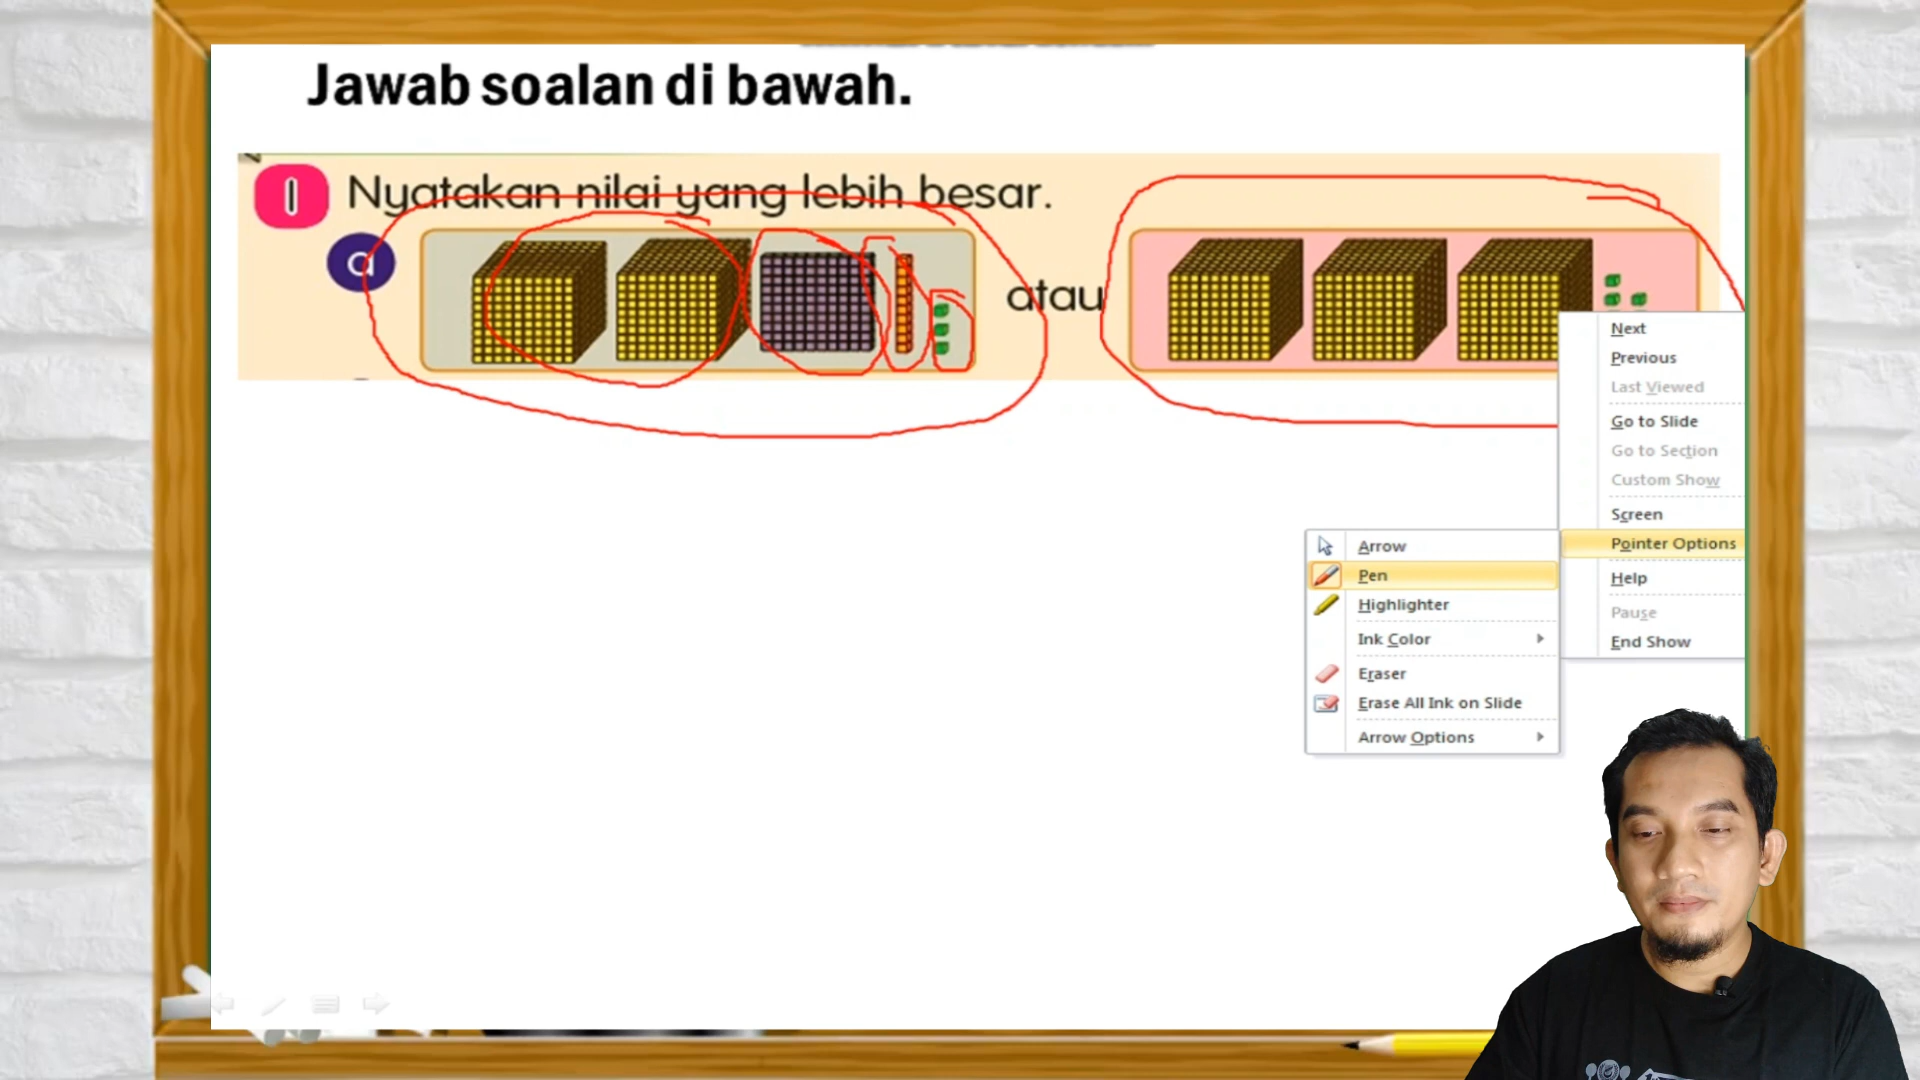 Jawab soalan di bawah.
1 Nyatakan nilai yang lebih besar.
a
atau
Next
Previous
Last Viewed
Go to Slide
Go to Section
Custom Show
Screen
Pointer Options
Help
Pause
End Show
Arrow
Pen
Highlighter
Ink Color
Eraser
Erase All Ink on Slide
Arrow Options